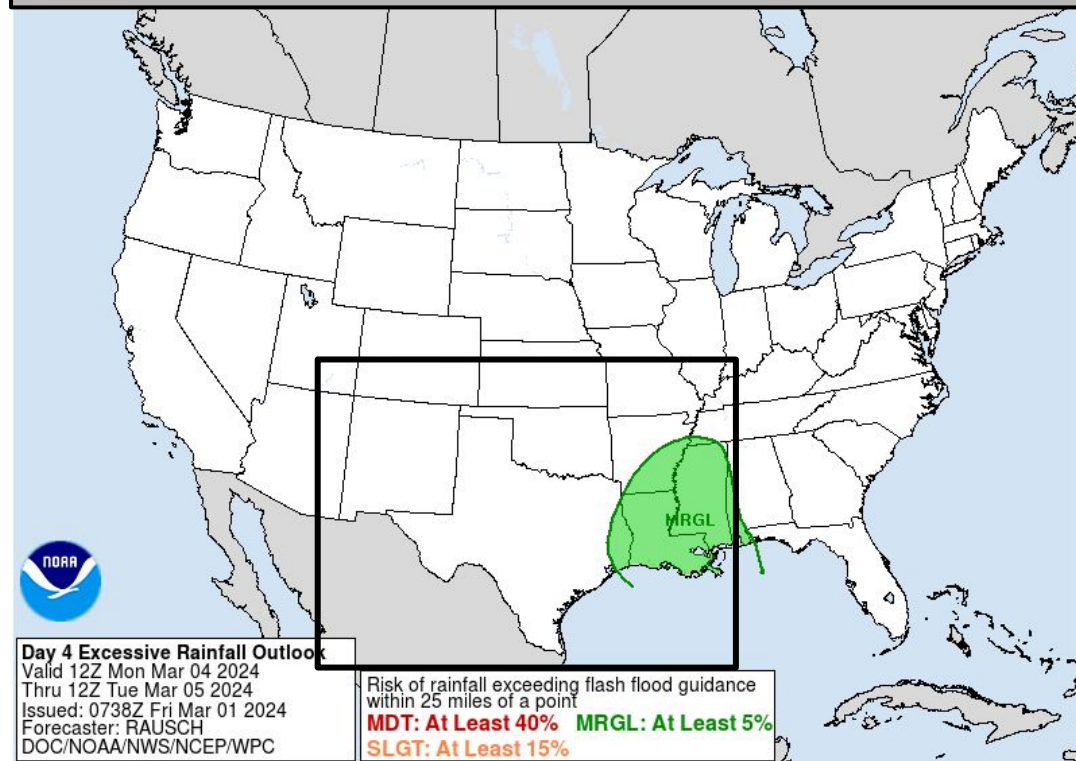 MRGL
NOAA
Day 4 Excessive Rainfall Outlook
Valid 12Z Mon Mar 04 2024
Thru 12Z Tue Mar 05 2024
Issued: 0738Z Fri Mar 01 2024
Forecaster: RAUSCH
DOC/NOAA/NWS/NCEP/WPC
Risk of rainfall exceeding flash flood guidance
within 25 miles of a point
MDT: At Least 40% MRGL: At Least 5%
SLGT: At Least 15%